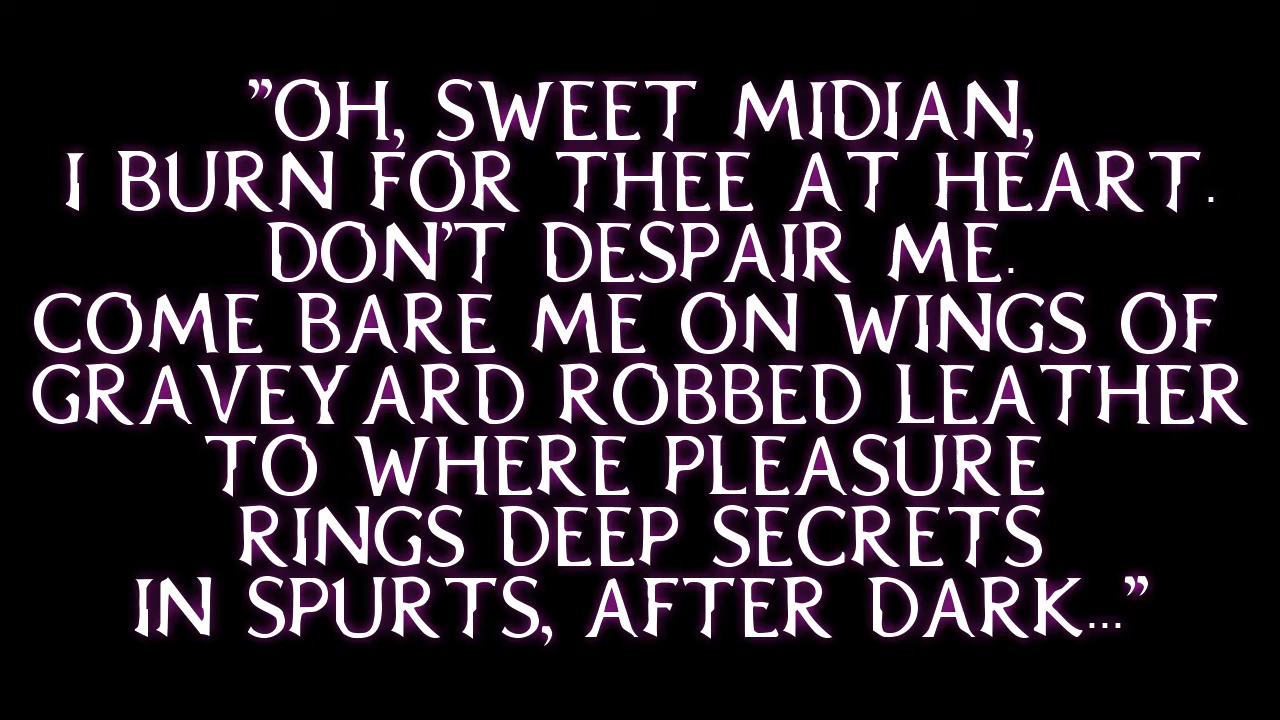 "OH, SWEET MIDIAN,
I BURN FOR THEE AT HEART.
DON'T DESPAIR ME.
COME BARE ME ON WINGS OF
GRAVEYARD ROBBED LEATHER
TO WHERE PLEASURE
RINGS DEEP SECRETS
IN SPURTS, AFTER DARK..."